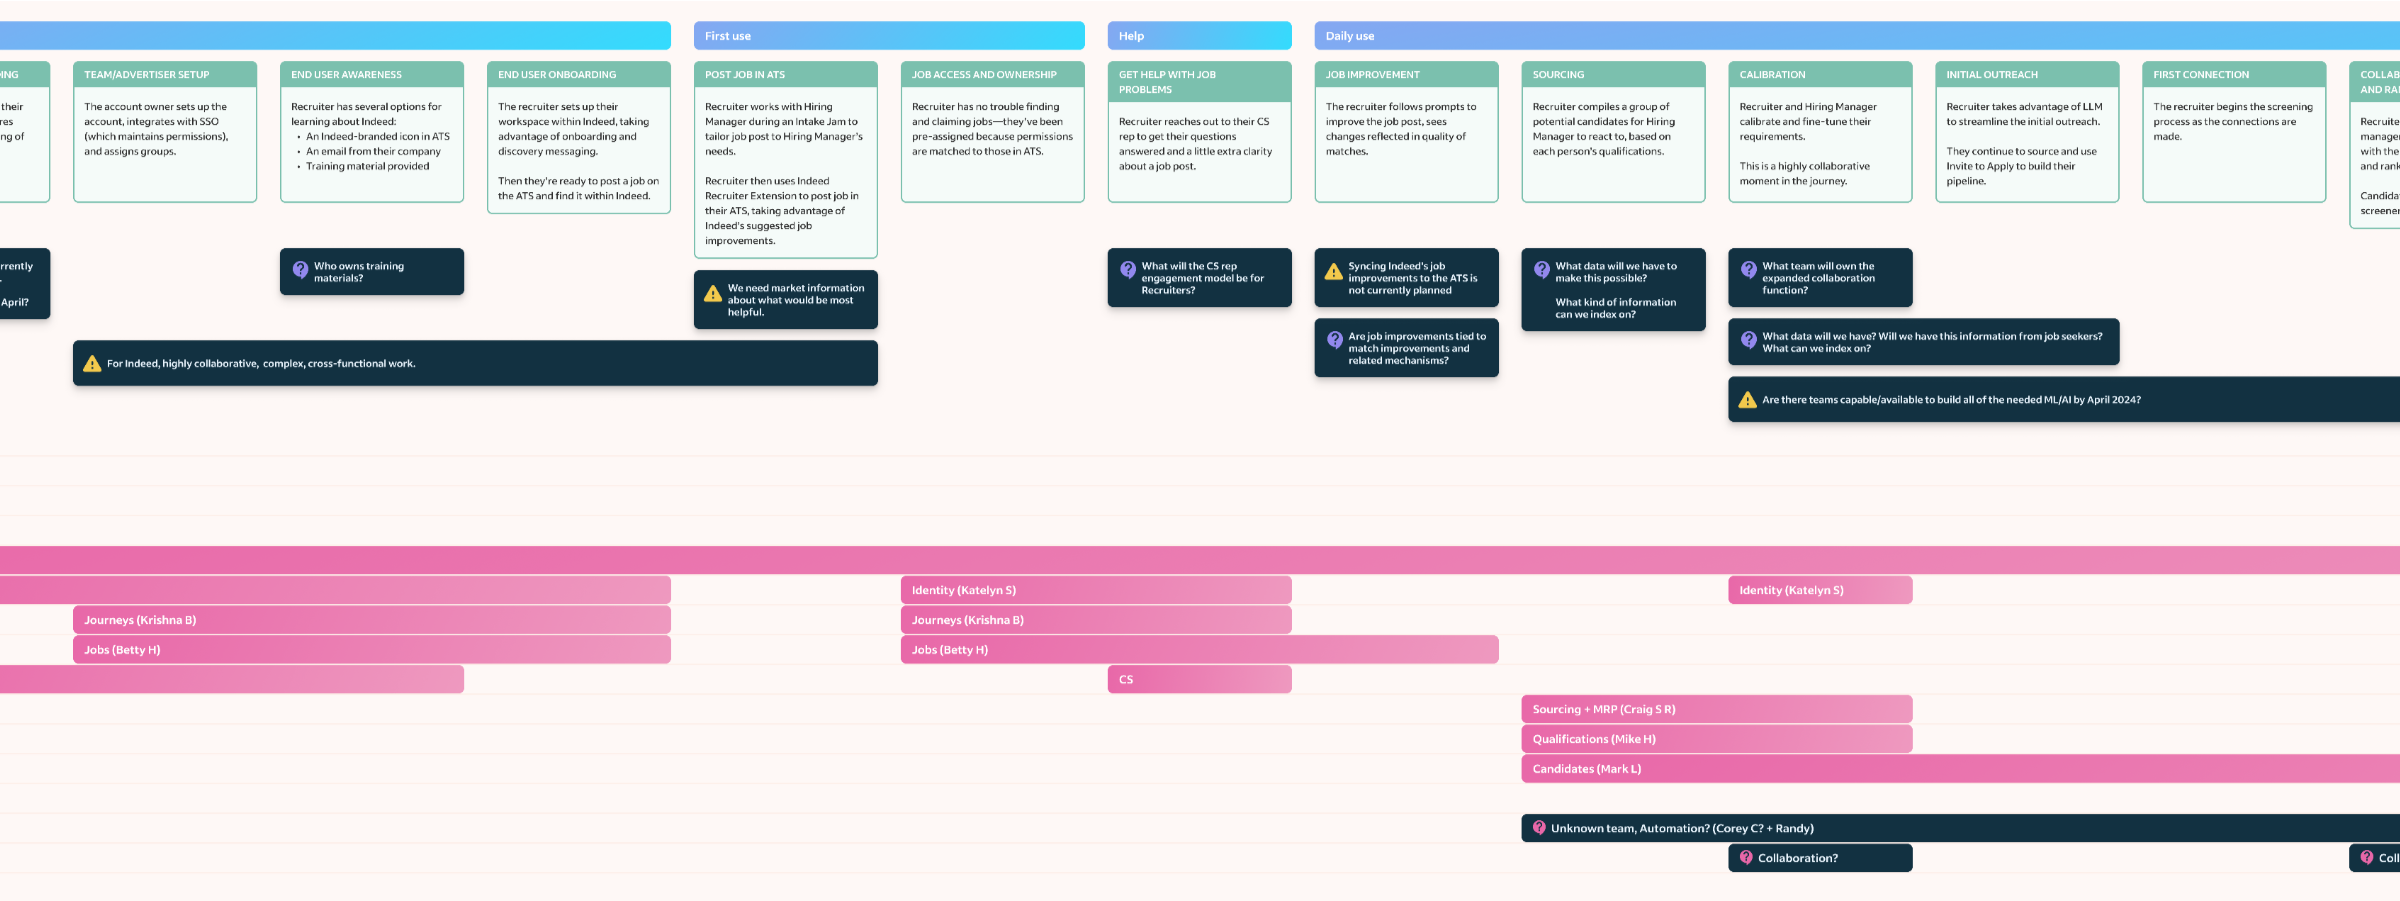 First use
Help
Daily use
ING
their
res
ng of
TEAM/ADVERTISER SETUP
The account owner sets up the
account, integrates with SSO
(which maintains permissions),
and assigns groups.
END USER AWARENESS
Recruiter has several options for
learning about Indeed:
• An Indeed-branded icon in ATS
• An email from their company
• Training material provided
END USER ONBOARDING
The recruiter sets up their
workspace within Indeed, taking
advantage of onboarding and
discovery messaging.
Then they're ready to post a job on
the ATS and find it within Indeed.
POST JOB IN ATS
Recruiter works with Hiring
Manager during an Intake Jam to
tailor job post to Hiring Manager's
needs.
Recruiter then uses Indeed
Recruiter Extension to post job in
their ATS, taking advantage of
Indeed's suggested job
improvements.
JOB ACCESS AND OWNERSHIP
Recruiter has no trouble finding
and claiming jobs—they've been
pre-assigned because permissions
are matched to those in ATS.
GET HELP WITH JOB
PROBLEMS
Recruiter reaches out to their CS
rep to get their questions
answered and a little extra clarity
about a job post.
JOB IMPROVEMENT
The recruiter follows prompts to
improve the job post, sees
changes reflected in quality of
matches.
SOURCING
Recruiter compiles a group of
potential candidates for Hiring
Manager to react to, based on
each person's qualifications.
CALIBRATION
Recruiter and Hiring Manager
calibrate and fine-tune their
requirements.
This is a highly collaborative
moment in the journey.
INITIAL OUTREACH
Recruiter takes advantage of LLM
to streamline the initial outreach.
They continue to source and use
Invite to Apply to build their
pipeline.
FIRST CONNECTION
The recruiter begins the screening
process as the connections are
made.
COLLAB
AND RA
Recruite
manager
with the
and rank
Candida
screener
rrently
April?
Who owns training
materials?
We need market information
about what would be most
helpful.
For Indeed, highly collaborative, complex, cross-functional work.
What will the CS rep
engagement model be for
Recruiters?
Syncing Indeed's job
improvements to the ATS is
not currently planned
Are job improvements tied to
match improvements and
related mechanisms?
What data will we have to
make this possible?
What kind of information
can we index on?
What team will own the
expanded collaboration
function?
What data will we have? Will we have this information from job seekers?
What can we index on?
Are there teams capable/available to build all of the needed ML/AI by April 2024?
Identity (Katelyn S)
Identity (Katelyn S)
Journeys (Krishna B)
Journeys (Krishna B)
Jobs (Betty H)
Jobs (Betty H)
CS
Sourcing + MRP (Craig S R)
Qualifications (Mike H)
Candidates (Mark L)
Unknown team, Automation? (Corey C? + Randy)
Collaboration?
Coll